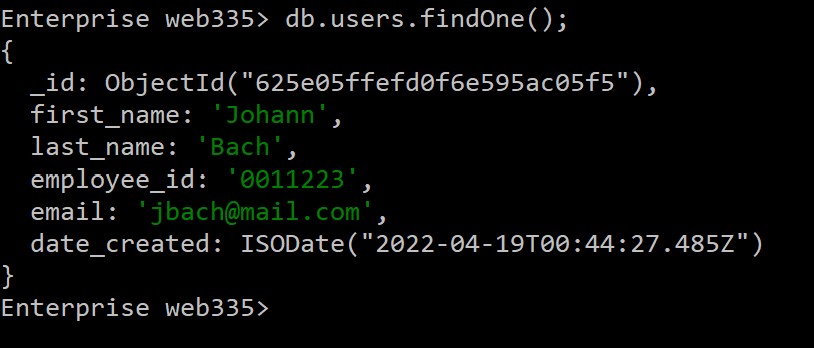 Enterprise web335> db.users.findOne();
{
  _id: ObjectId("625e05ffefd0f6e595ac05f5"),
  first_name: 'Johann',
  last_name: 'Bach',
  employee_id: '0011223',
  email: 'jbach@mail.com',
  date_created: ISODate("2022-04-19T00:44:27.485Z")
}
Enterprise web335>